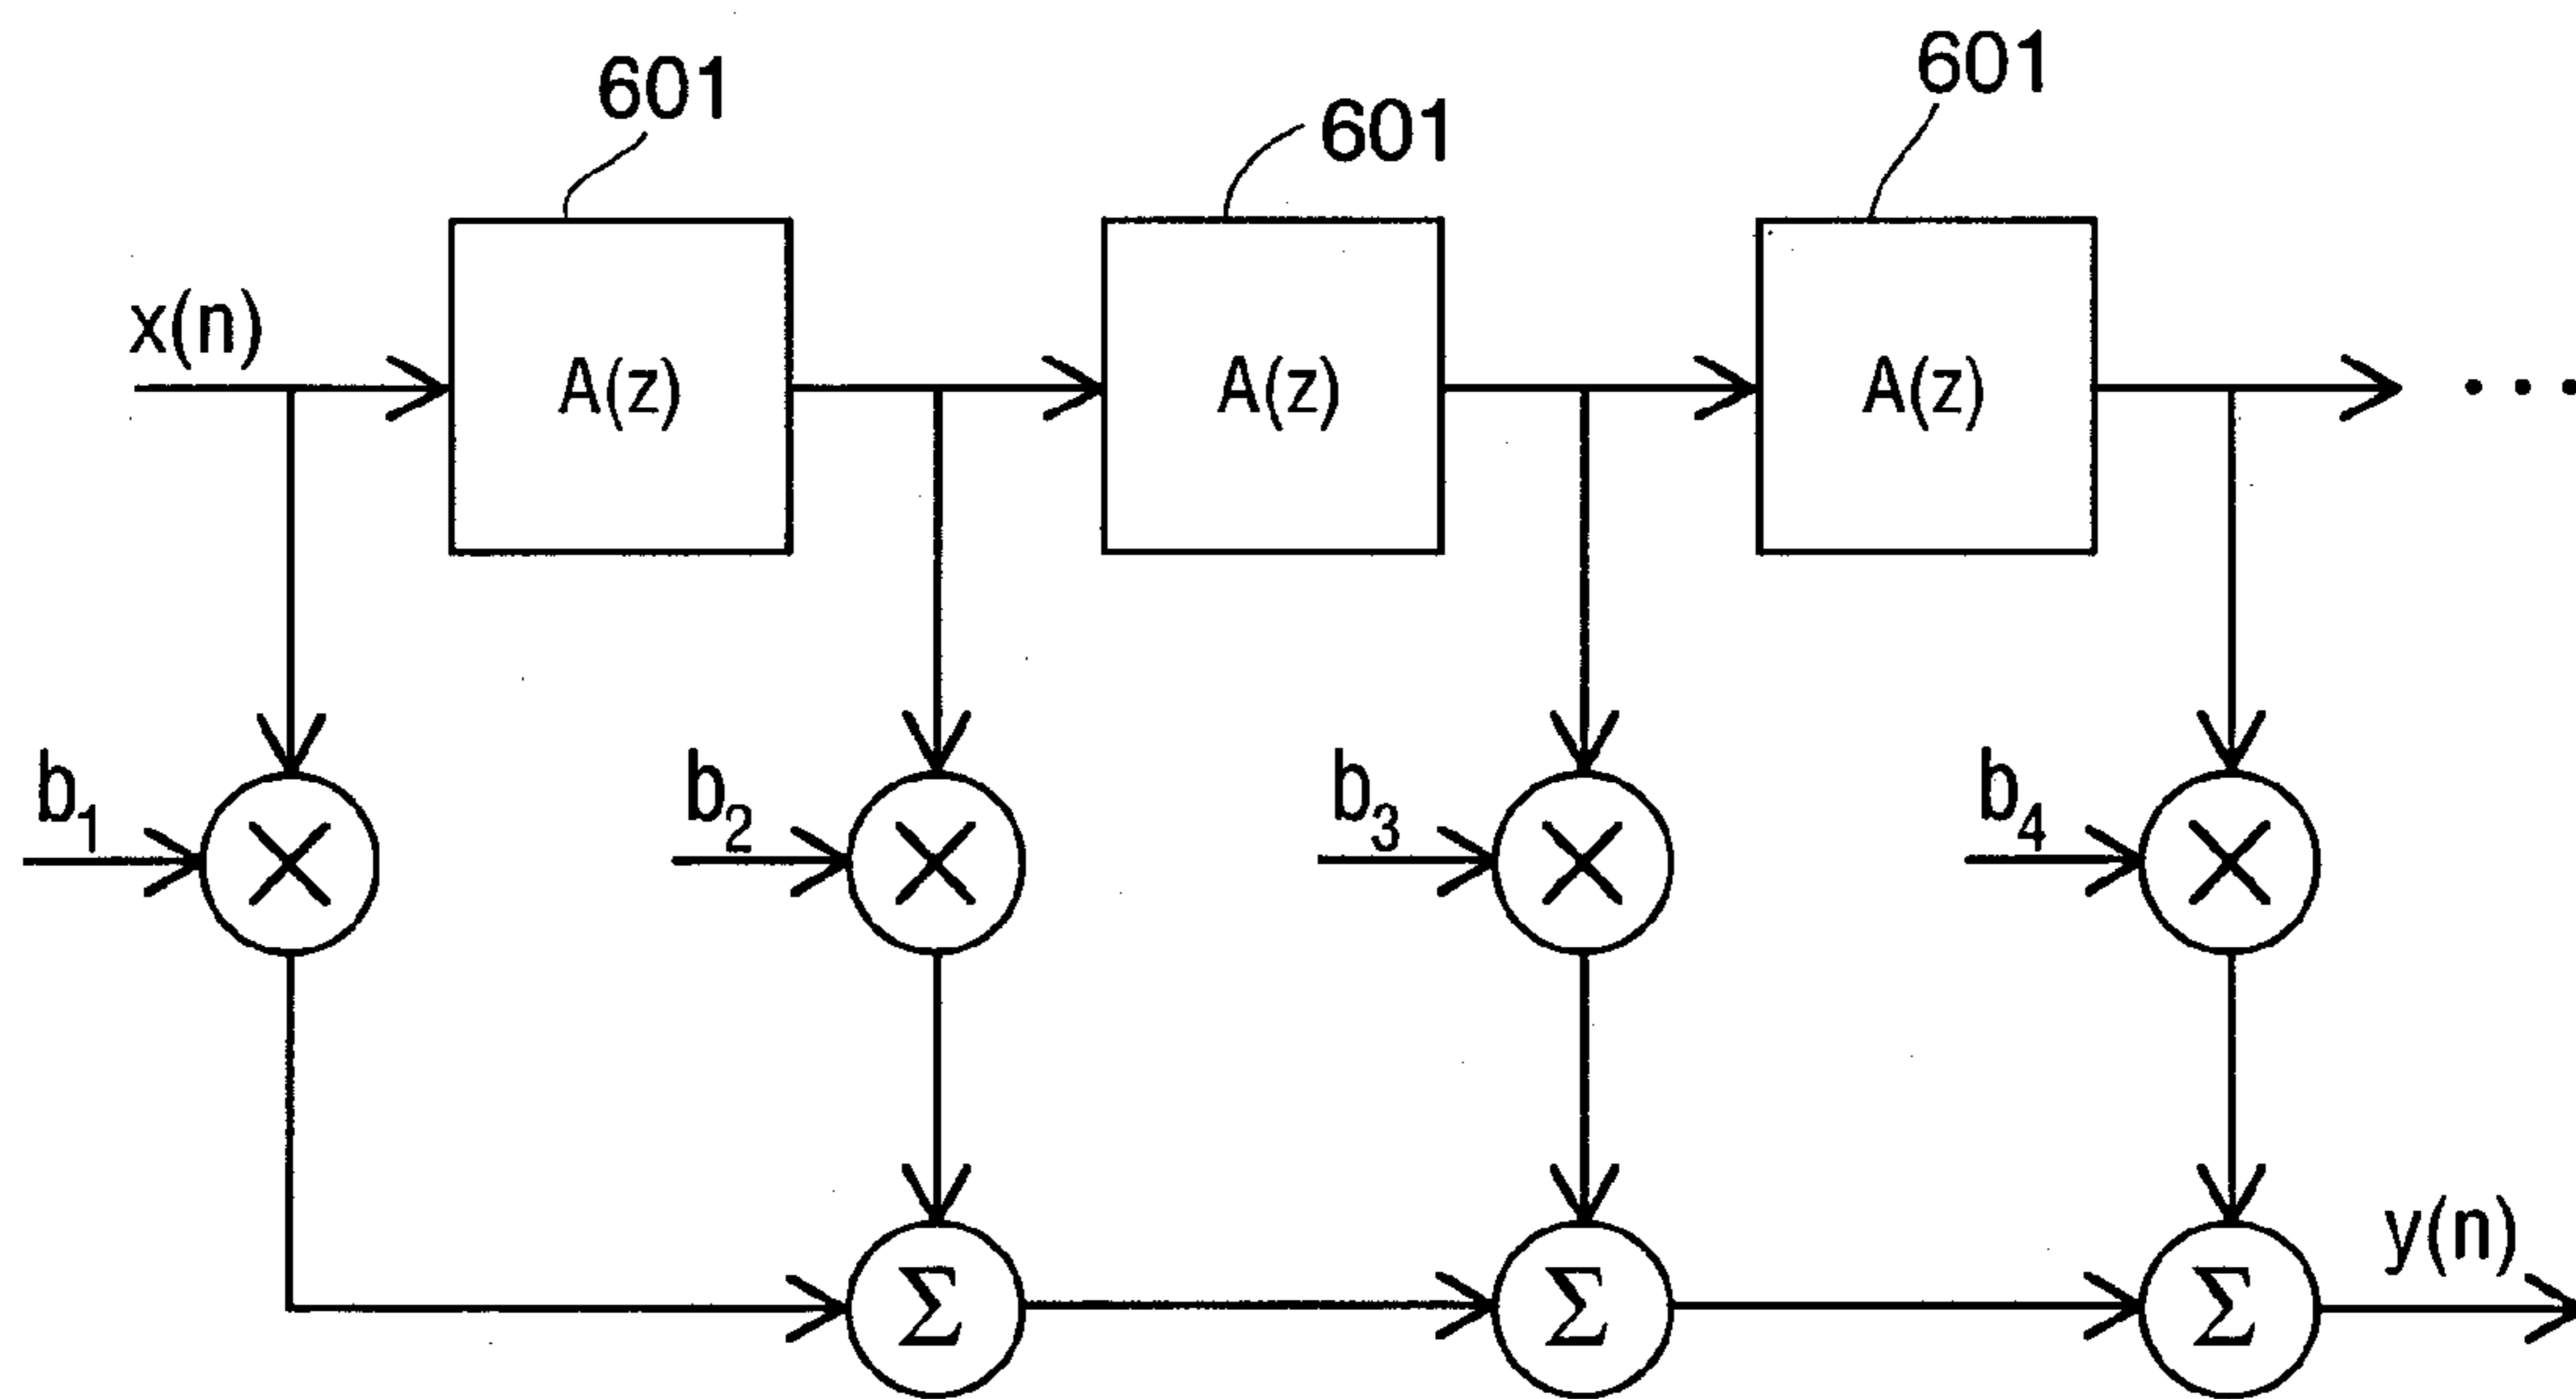 601
601
601
x(n)
A(z)
A(z)
A(z)
...
b1
b2
b3
b4
Σ
Σ
Σ
y(n)